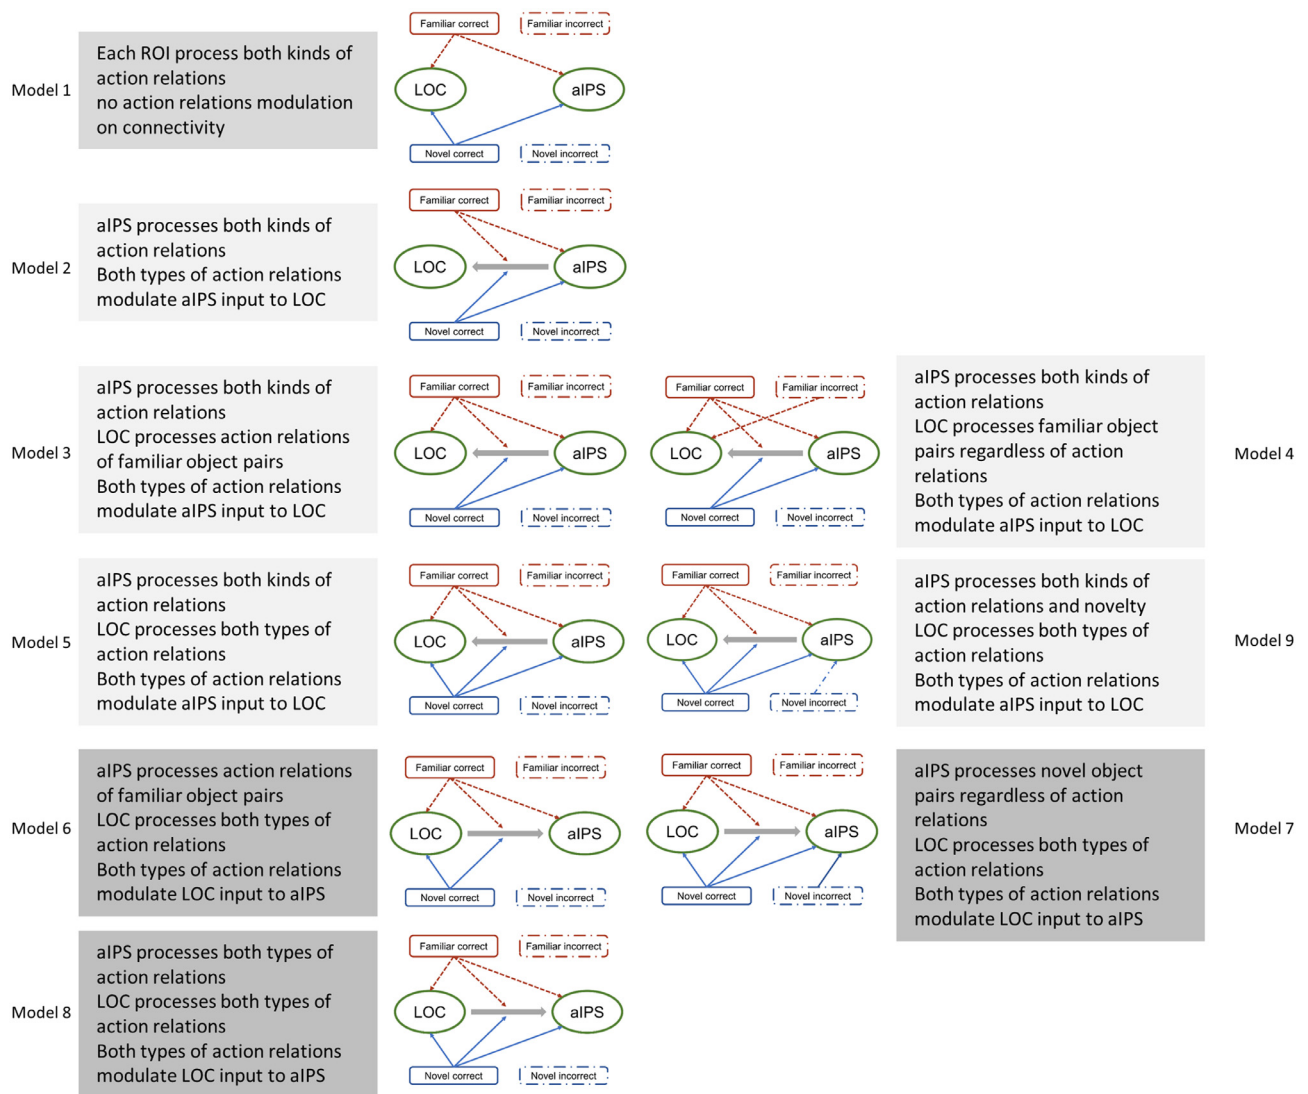 Model 1
Each ROI process both kinds of
action relations
no action relations modulation
on connectivity
Familiar correct
Familiar incorrect
LOC
aIPS
Novel correct
Novel incorrect
Model 2
aIPS processes both kinds of
action relations
Both types of action relations
modulate aIPS input to LOC
Familiar correct
Familiar incorrect
LOC
aIPS
Novel correct
Novel incorrect
Model 3
aIPS processes both kinds of
action relations
LOC processes action relations
of familiar object pairs
Both types of action relations
modulate aIPS input to LOC
Familiar correct
Familiar incorrect
LOC
aIPS
Novel correct
Novel incorrect
Familiar correct
Familiar incorrect
LOC
aIPS
Novel correct
Novel incorrect
aIPS processes both kinds of
action relations
LOC processes familiar object
pairs regardless of action
relations
Both types of action relations
modulate aIPS input to LOC
Model 4
Model 5
aIPS processes both kinds of
action relations
LOC processes both types of
action relations
Both types of action relations
modulate aIPS input to LOC
Familiar correct
Familiar incorrect
LOC
aIPS
Novel correct
Novel incorrect
Familiar correct
Familiar incorrect
LOC
aIPS
Novel correct
Novel incorrect
aIPS processes both kinds of
action relations and novelty
LOC processes both types of
action relations
Both types of action relations
modulate aIPS input to LOC
Model 9
Model 6
aIPS processes action relations
of familiar object pairs
LOC processes both types of
action relations
Both types of action relations
modulate LOC input to aIPS
Familiar correct
Familiar incorrect
LOC
aIPS
Novel correct
Novel incorrect
Familiar correct
Familiar incorrect
LOC
aIPS
Novel correct
Novel incorrect
aIPS processes novel object
pairs regardless of action
relations
LOC processes both types of
action relations
Both types of action relations
modulate LOC input to aIPS
Model 7
Model 8
aIPS processes both types of
action relations
LOC processes both types of
action relations
Both types of action relations
modulate LOC input to aIPS
Familiar correct
Familiar incorrect
LOC
aIPS
Novel correct
Novel incorrect